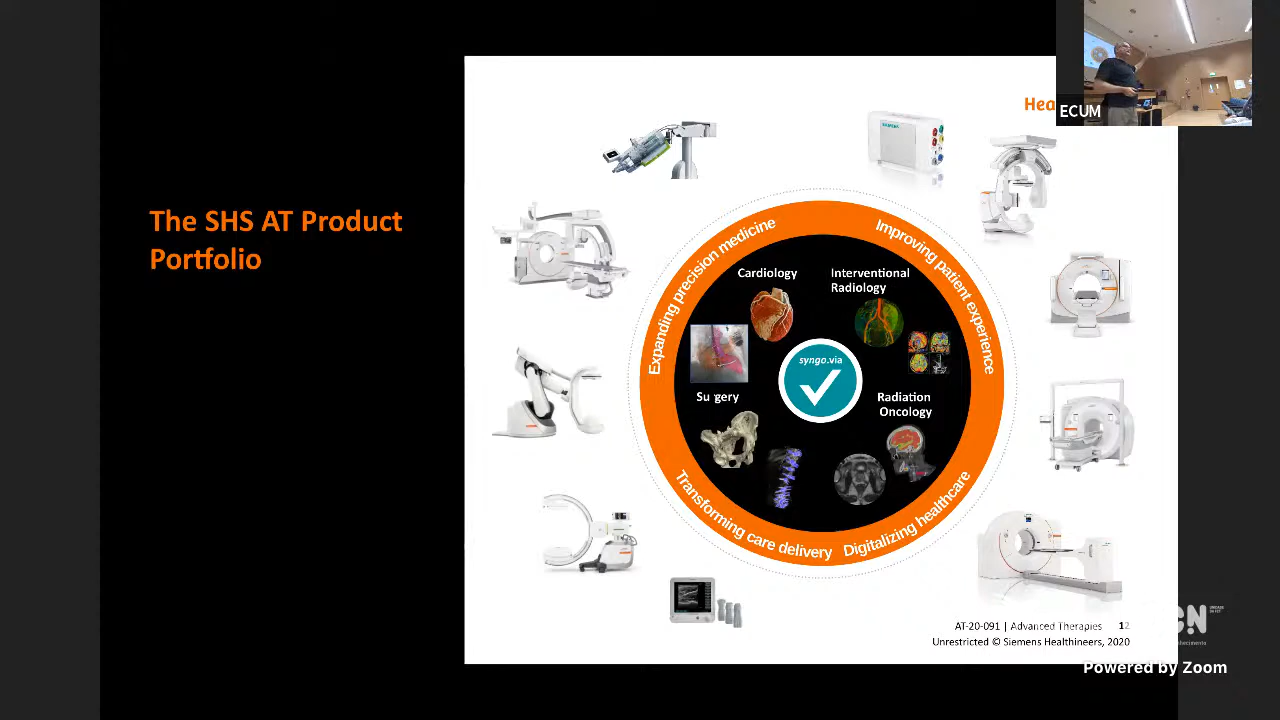 The SHS AT Product
Portfolio
ECUM
SIEMENS
Expanding precision medicine
Improving patient experience
Cardiology
Interventional
Radiology
syngo.via
Su gery
Radiation
Oncology
Transforming care delivery
Digitalizing healthcare
AT-20-091 | Advanced Therapies 12
Unrestricted © Siemens Healthineers, 2020
Powered by Zoom